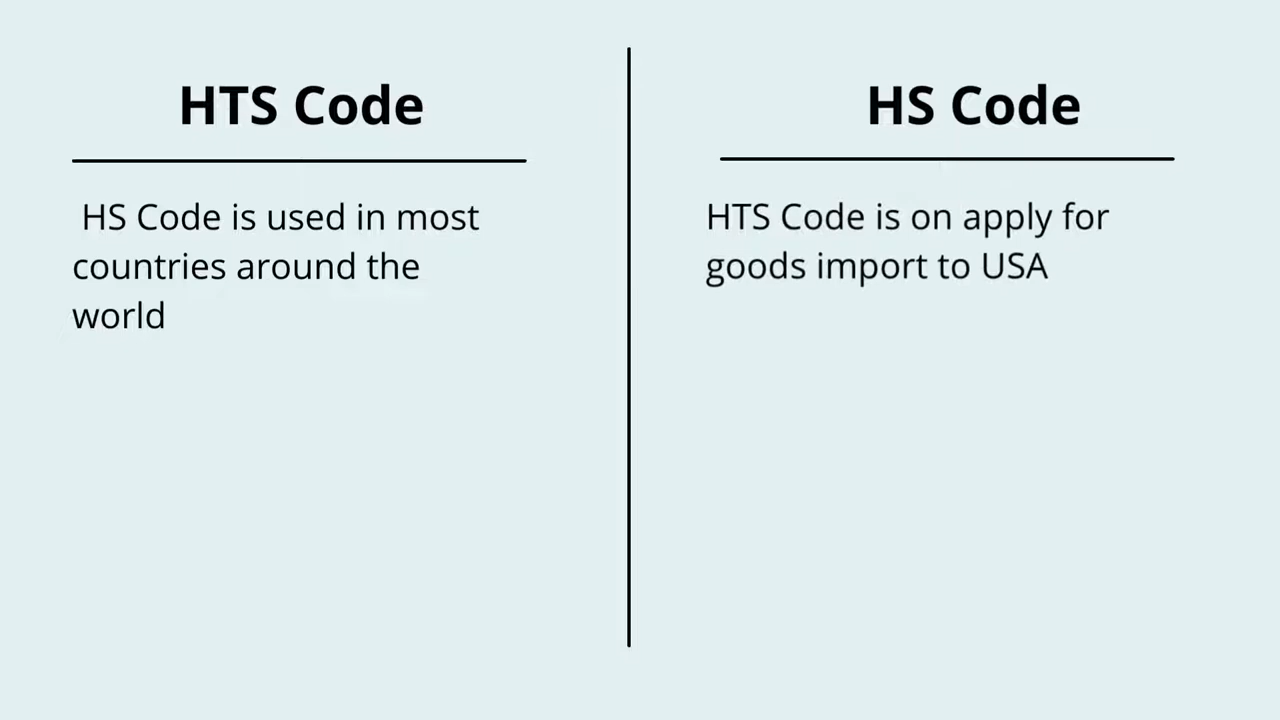 HTS Code
HS Code is used in most
countries around the
world
HS Code
HTS Code is on apply for
goods import to USA